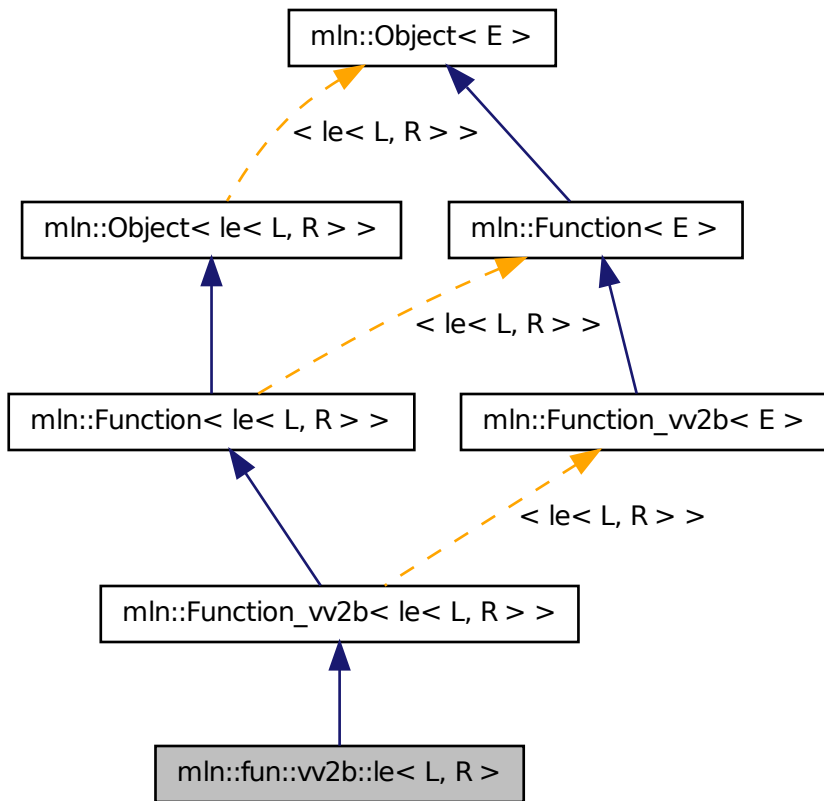 mln::Object< E >
< le< L, R > >
mln::Object< le< L, R > >
mln::Function< E >
< le< L, R > >
mln::Function< le< L, R > >
mln::Function_vv2b< E >
< le< L, R > >
mln::Function_vv2b< le< L, R > >
mln::fun::vv2b::le< L, R >